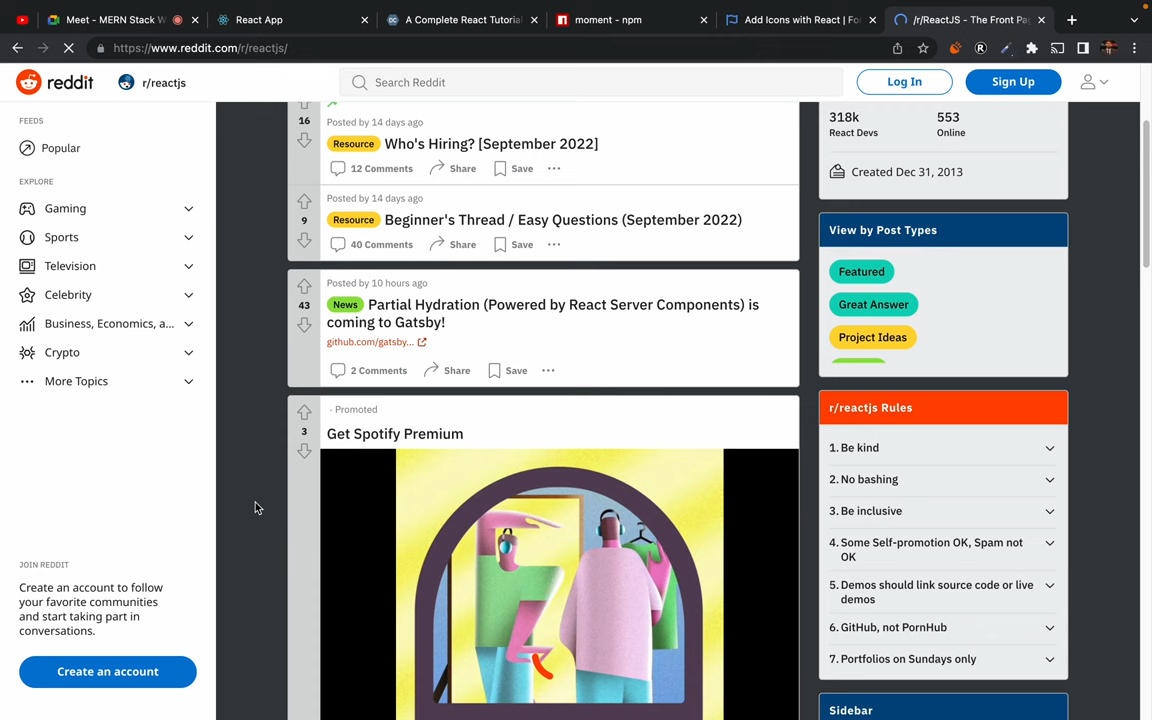 Meet - MERN Stack W
React App
A Complete React Tutorial
moment - npm
Add Icons with React | Fo
/r/ReactJS - The Front Pa
https://www.reddit.com/r/reactjs/
reddit
r/reactjs
Search Reddit
Log In
Sign Up
FEEDS
Popular
EXPLORE
Gaming
Sports
Television
Celebrity
Business, Economics, a...
Crypto
More Topics
JOIN REDDIT
Create an account to follow
your favorite communities
and start taking part in
conversations.
Create an account
16
Posted by 14 days ago
Resource Who's Hiring? [September 2022]
12 Comments Share Save
Posted by 14 days ago
9
Resource Beginner's Thread / Easy Questions (September 2022)
40 Comments Share Save
Posted by 10 hours ago
43
News Partial Hydration (Powered by React Server Components) is
coming to Gatsby!
github.com/gatsby...
2 Comments Share Save
· Promoted
3
Get Spotify Premium
318k 553
React Devs Online
Created Dec 31, 2013
View by Post Types
Featured
Great Answer
Project Ideas
r/reactjs Rules
1. Be kind
2. No bashing
3. Be inclusive
4. Some Self-promotion OK, Spam not
OK
5. Demos should link source code or live
demos
6. GitHub, not PornHub
7. Portfolios on Sundays only
Sidebar